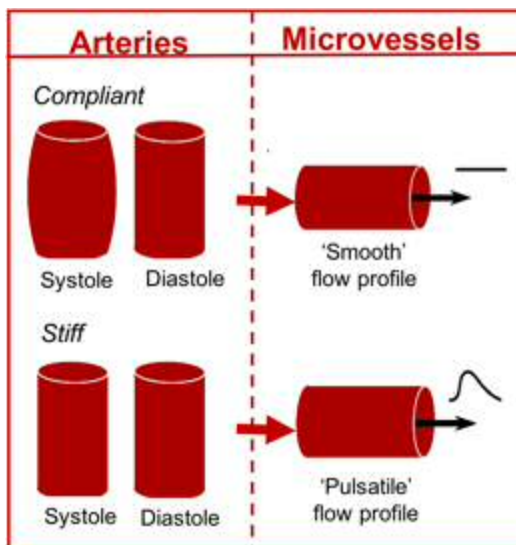 Arteries
Microvessels
Compliant
Systole
Diastole
‘Smooth’
flow profile
Stiff
Systole
Diastole
‘Pulsatile’
flow profile